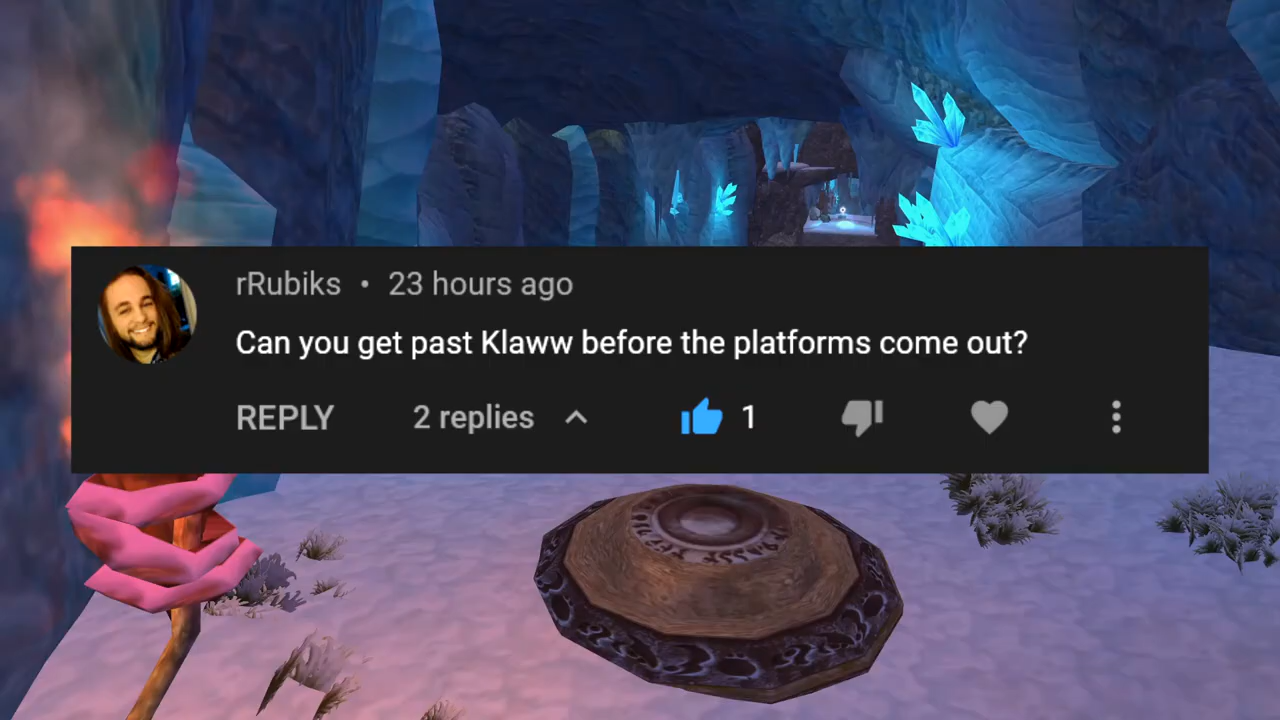 rRubiks • 23 hours ago
Can you get past Klaww before the platforms come out?
REPLY 2 replies 1